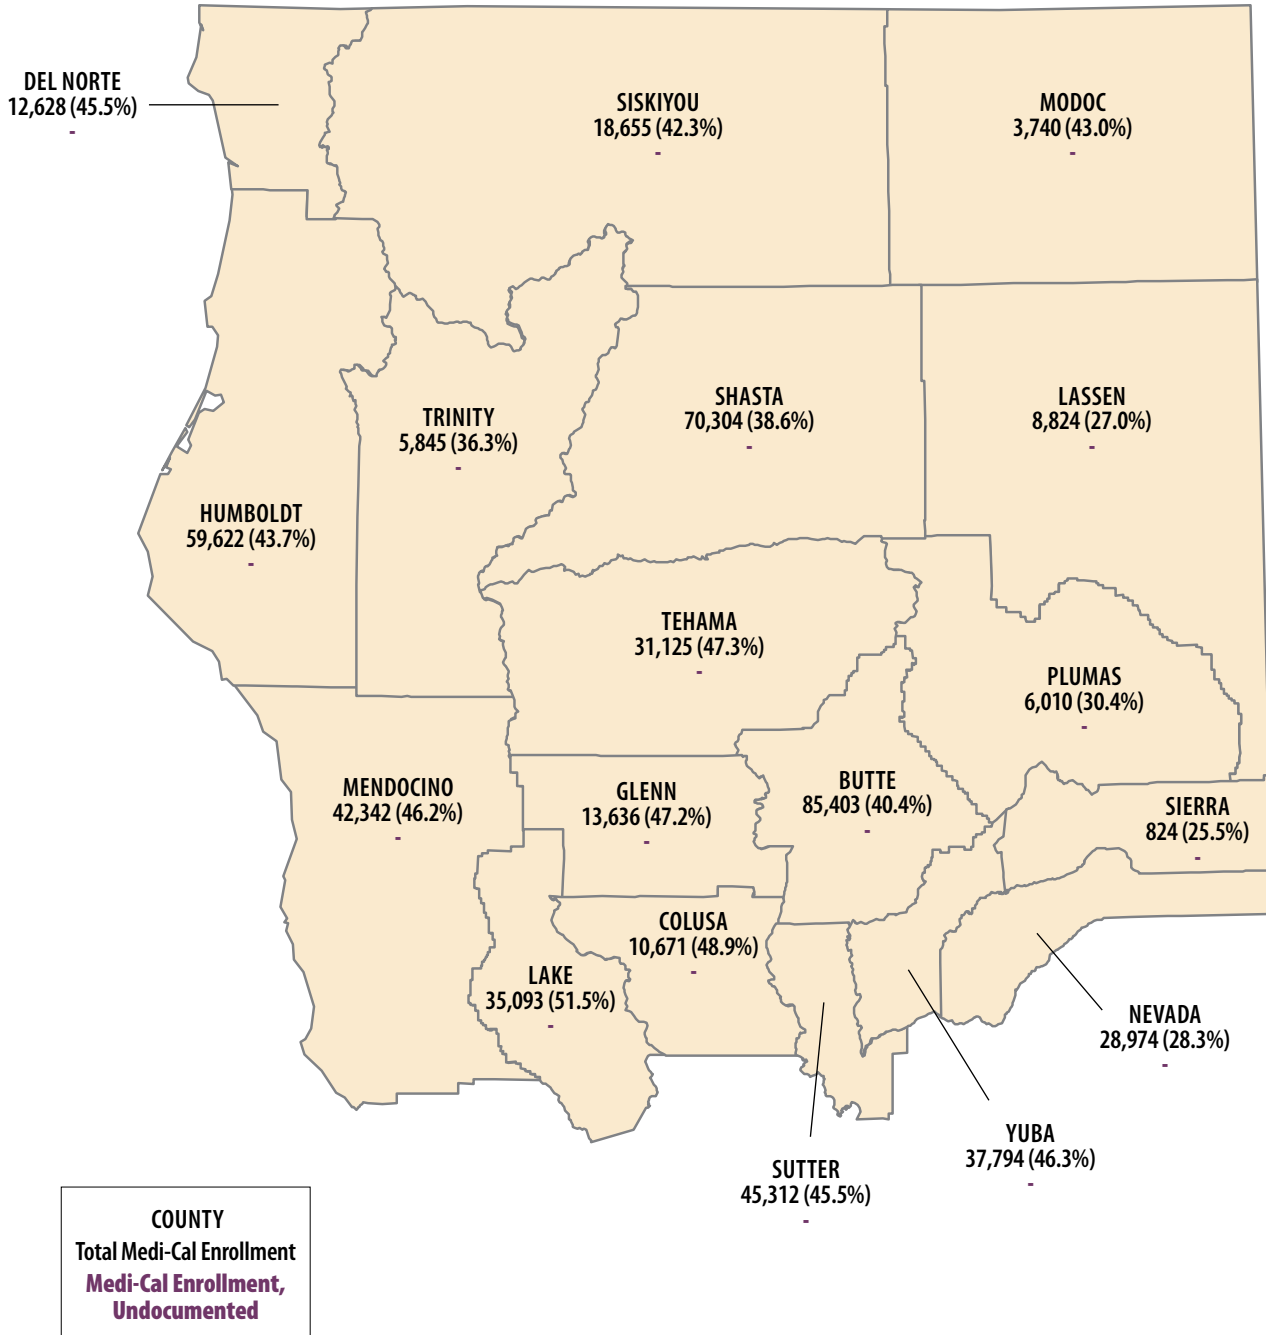 DEL NORTE
12,628 (45.5%)
-
SISKIYOU
18,655 (42.3%)
-
MODOC
3,740 (43.0%)
-
TRINITY
5,845 (36.3%)
-
SHASTA
70,304 (38.6%)
-
LASSEN
8,824 (27.0%)
-
HUMBOLDT
59,622 (43.7%)
-
TEHAMA
31,125 (47.3%)
-
PLUMAS
6,010 (30.4%)
-
MENDOCINO
42,342 (46.2%)
-
GLENN
13,636 (47.2%)
-
BUTTE
85,403 (40.4%)
-
SIERRA
824 (25.5%)
-
COLUSA
10,671 (48.9%)
-
LAKE
35,093 (51.5%)
-
NEVADA
28,974 (28.3%)
-
YUBA
37,794 (46.3%)
-
SUTTER
45,312 (45.5%)
-
COUNTY
Total Medi-Cal Enrollment
Medi-Cal Enrollment,
Undocumented